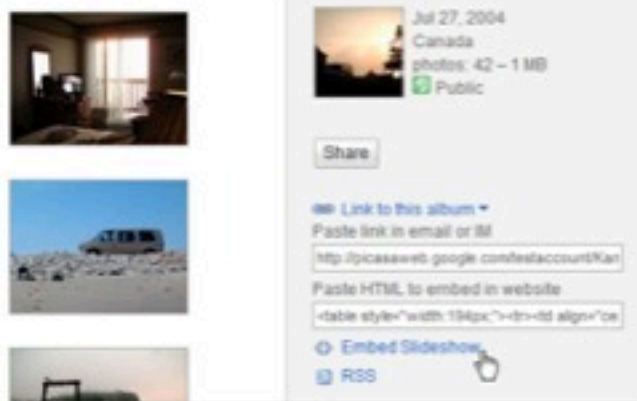 Jul 27, 2004
Canada
photos: 42 – 1 MB
Public
Share
Link to this album
Paste link in email or IM
http://picasaweb.google.com/testaccount/Kan
Paste HTML to embed in website
<table style="width:194px;"><tr><td align="ce
Embed Slideshow
RSS